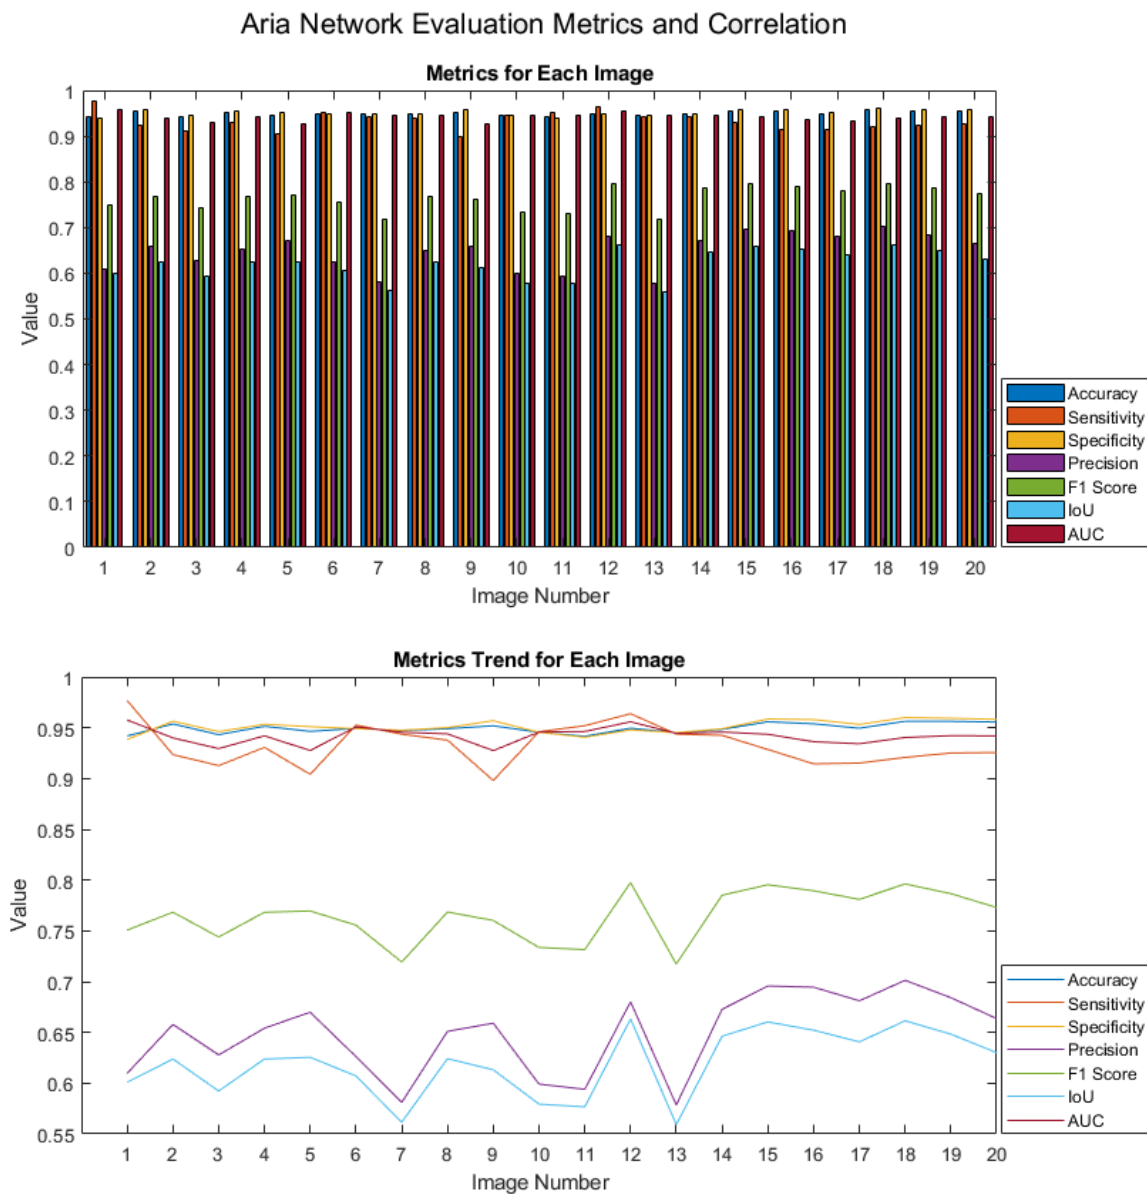 Aria Network Evaluation Metrics and Correlation
Metrics for Each Image
1
0.9
0.8
0.7
0.6
0.5
0.4
0.3
0.2
0.1
0
Value
1 2 3 4 5 6 7 8 9 10 11 12 13 14 15 16 17 18 19 20
Image Number
Accuracy
Sensitivity
Specificity
Precision
F1 Score
IoU
AUC
Metrics Trend for Each Image
1
0.95
0.9
0.85
0.8
0.75
0.7
0.65
0.6
0.55
Value
1 2 3 4 5 6 7 8 9 10 11 12 13 14 15 16 17 18 19 20
Image Number
Accuracy
Sensitivity
Specificity
Precision
F1 Score
IoU
AUC